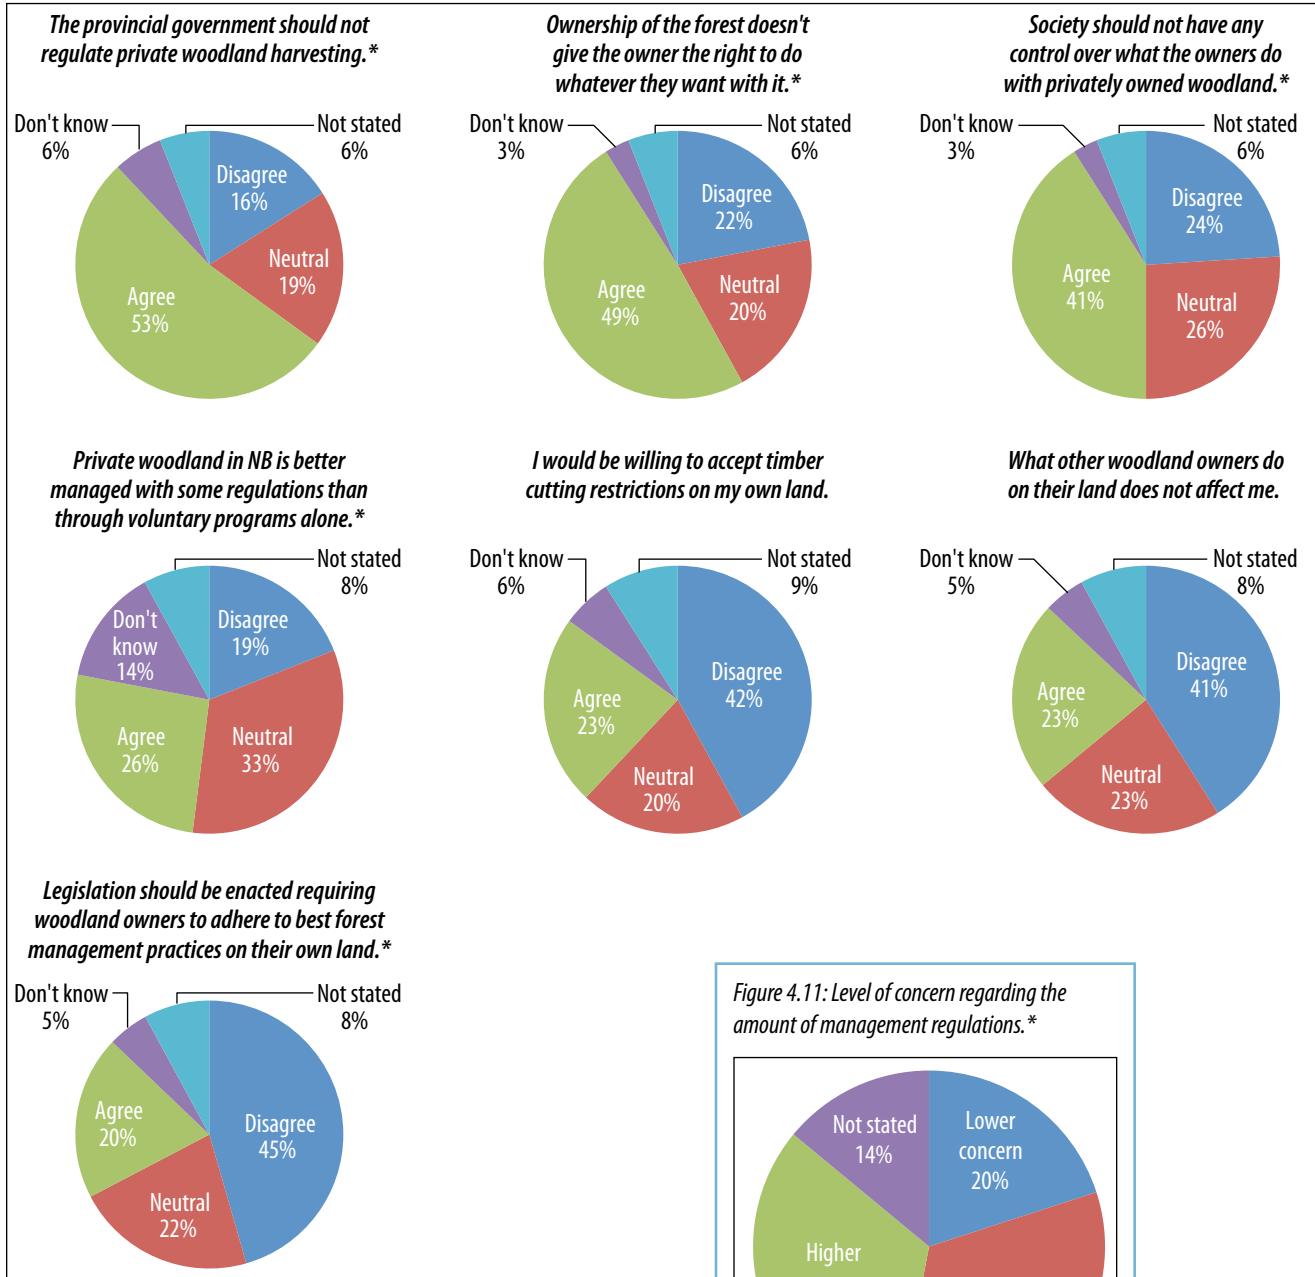 The provincial government should not
regulate private woodland harvesting.*
Don't know
6%
Not stated
6%
Disagree
16%
Neutral
19%
Agree
53%
Ownership of the forest doesn't
give the owner the right to do
whatever they want with it.*
Don't know
3%
Not stated
6%
Disagree
22%
Neutral
20%
Agree
49%
Society should not have any
control over what the owners do
with privately owned woodland.*
Don't know
3%
Not stated
6%
Disagree
24%
Neutral
26%
Agree
41%
Private woodland in NB is better
managed with some regulations than
through voluntary programs alone.*
Not stated
8%
Don't
know
14%
Disagree
19%
Agree
26%
Neutral
33%
I would be willing to accept timber
cutting restrictions on my own land.
Don't know
6%
Not stated
9%
Disagree
42%
Agree
23%
Neutral
20%
What other woodland owners do
on their land does not affect me.
Don't know
5%
Not stated
8%
Disagree
41%
Agree
23%
Neutral
23%
Legislation should be enacted requiring
woodland owners to adhere to best forest
management practices on their own land.*
Don't know
5%
Not stated
8%
Agree
20%
Disagree
45%
Neutral
22%
Figure 4.11: Level of concern regarding the
amount of management regulations.*
Not stated
14%
Lower
concern
20%
Higher